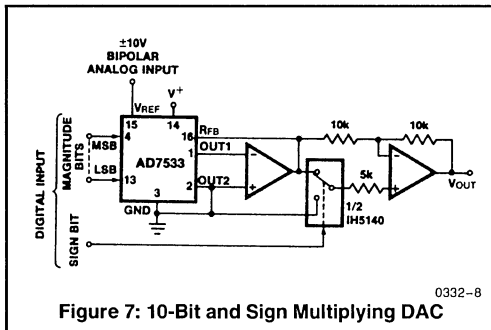 ±10V
BIPOLAR
ANALOG INPUT
VREF
V+
15
14
4
16
RFB
MSB
1
OUT1
AD7533
LSB
13
2
OUT2
3
GND
DIGITAL INPUT
MAGNITUDE
BITS
SIGN BIT
10k
10k
5k
1/2
IH5140
VOUT
−
+
−
+
0332–8
Figure 7: 10-Bit and Sign Multiplying DAC